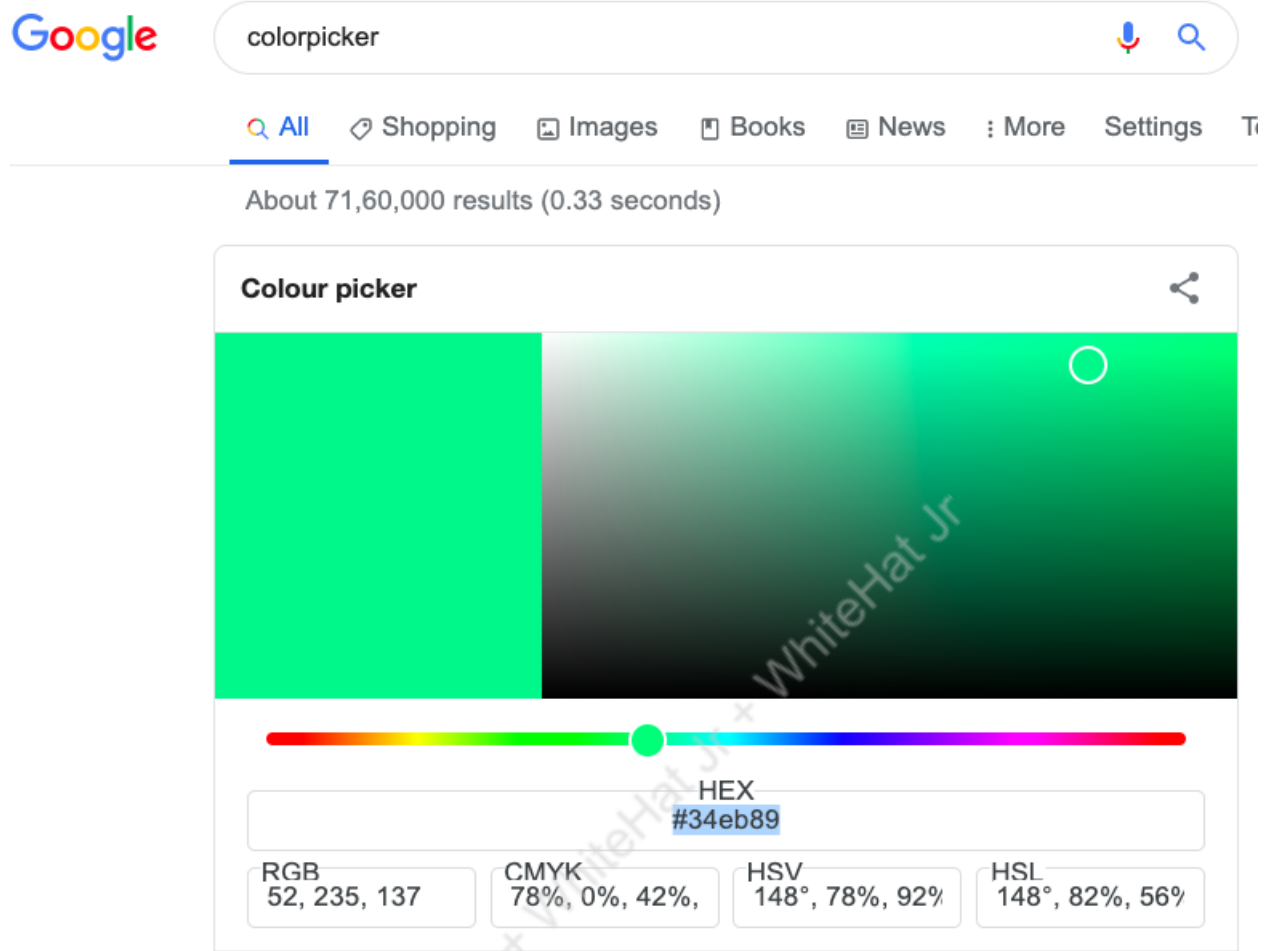 Google
colorpicker
All Shopping Images Books News More Settings
About 71,60,000 results (0.33 seconds)
Colour picker
HEX
#34eb89
RGB CMYK HSV HSL
52, 235, 137 78%, 0%, 42%, 148°, 78%, 92% 148°, 82%, 56%
+ WhiteHat Jr + WhiteHat Jr